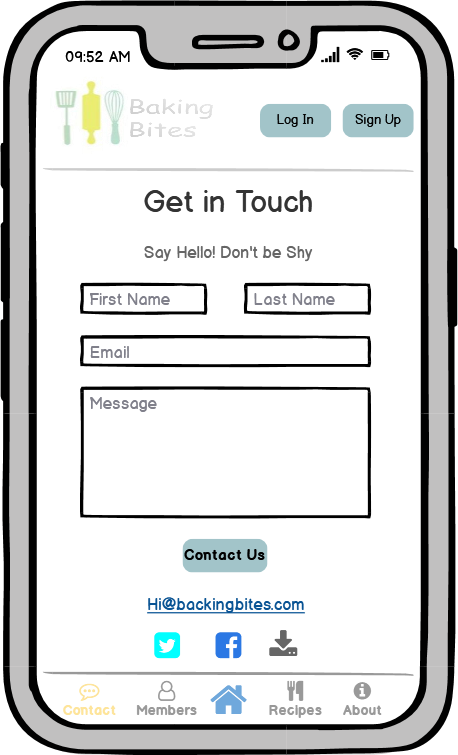 09:52 AM
Baking
Bites
Log In
Sign Up
Get in Touch
Say Hello! Don't be Shy
First Name
Last Name
Email
Message
Contact Us
Hi@backingbites.com
Contact
Members
Recipes
About